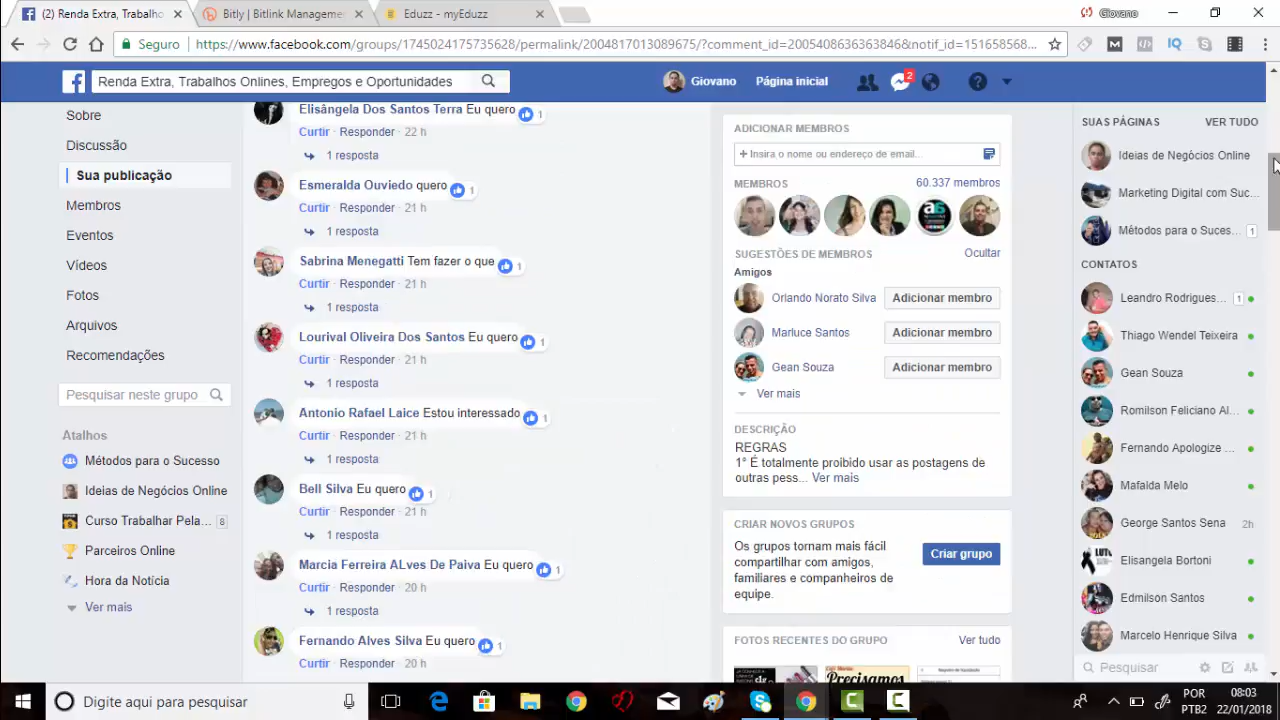 (2) Renda Extra, Trabalho
Bitly | Bitlink Manageme
Eduzz - myEduzz
Giovano
Seguro
https://www.facebook.com/groups/1745024175735628/permalink/2004817013089675/?comment_id=2005408636363846&notif_id=151658568...
Renda Extra, Trabalhos Onlines, Empregos e Oportunidades
Giovano
Página inicial
2
Sobre
Discussão
Sua publicação
Membros
Eventos
Vídeos
Fotos
Arquivos
Recomendações
Pesquisar neste grupo
Atalhos
Métodos para o Sucesso
Ideias de Negócios Online
Curso Trabalhar Pela... 8
Parceiros Online
Hora da Notícia
Ver mais
Elisângela Dos Santos Terra Eu quero 1
Curtir · Responder · 22 h
1 resposta
Esmeralda Ouviedo quero 1
Curtir · Responder · 21 h
1 resposta
Sabrina Menegatti Tem fazer o que 1
Curtir · Responder · 21 h
1 resposta
Lourival Oliveira Dos Santos Eu quero 1
Curtir · Responder · 21 h
1 resposta
Antonio Rafael Laice Estou interessado 1
Curtir · Responder · 21 h
1 resposta
Bell Silva Eu quero 1
Curtir · Responder · 21 h
1 resposta
Marcia Ferreira ALves De Paiva Eu quero 1
Curtir · Responder · 20 h
1 resposta
Fernando Alves Silva Eu quero 1
Curtir · Responder · 20 h
ADICIONAR MEMBROS
+ Insira o nome ou endereço de email...
MEMBROS
60.337 membros
SUGESTÕES DE MEMBROS
Ocultar
Amigos
Orlando Norato Silva
Adicionar membro
Marluce Santos
Adicionar membro
Gean Souza
Adicionar membro
Ver mais
DESCRIÇÃO
REGRAS
1° É totalmente proibido usar as postagens de
outras pess... Ver mais
CRIAR NOVOS GRUPOS
Os grupos tornam mais fácil
compartilhar com amigos,
familiares e companheiros de
equipe.
Criar grupo
FOTOS RECENTES DO GRUPO
Ver tudo
Precisamos
SUAS PÁGINAS
VER TUDO
Ideias de Negócios Online
Marketing Digital com Suc...
Métodos para o Suces... 1
CONTATOS
Leandro Rodrigues... 1
Thiago Wendel Teixeira
Gean Souza
Romilson Feliciano Al...
Fernando Apologize ...
Mafalda Melo
George Santos Sena 2h
Elisangela Bortoni
Edmilson Santos
Marcelo Henrique Silva
Pesquisar
Digite aqui para pesquisar
POR
PTB2
08:03
22/01/2018